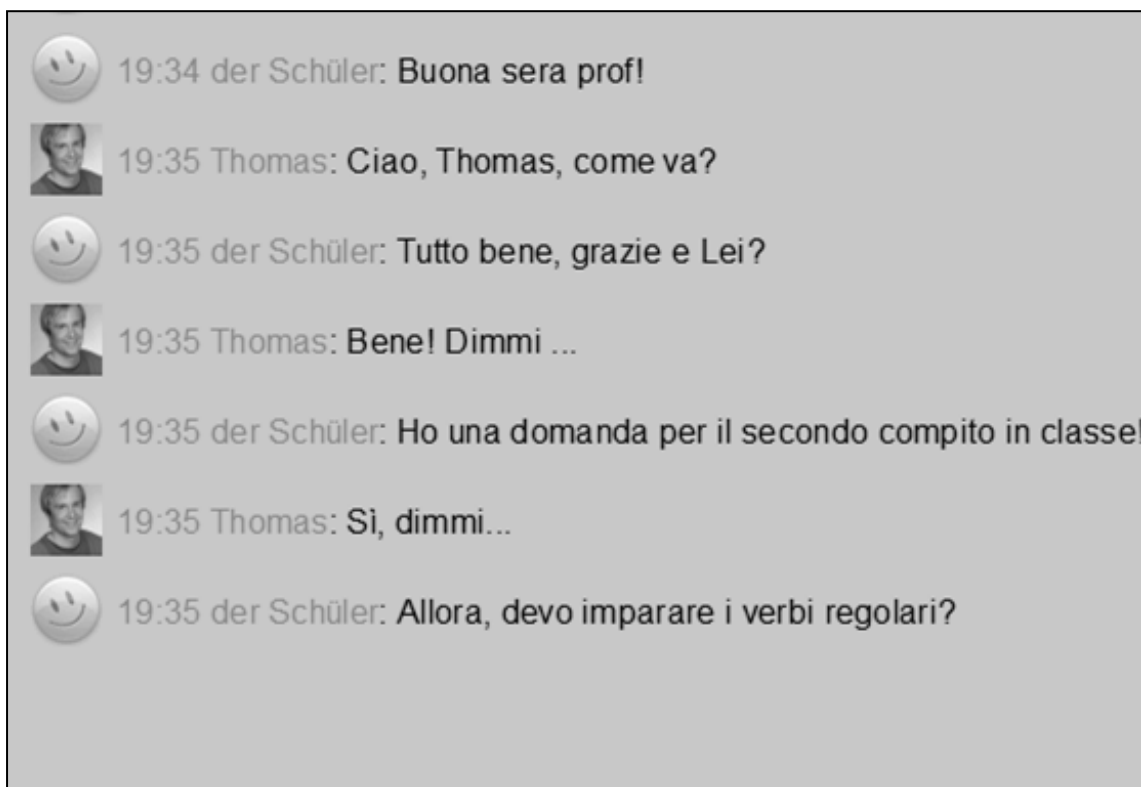 19:34 der Schüler: Buona sera prof!
19:35 Thomas: Ciao, Thomas, come va?
19:35 der Schüler: Tutto bene, grazie e Lei?
19:35 Thomas: Bene! Dimmi ...
19:35 der Schüler: Ho una domanda per il secondo compito in classe!
19:35 Thomas: Sì, dimmi...
19:35 der Schüler: Allora, devo imparare i verbi regolari?